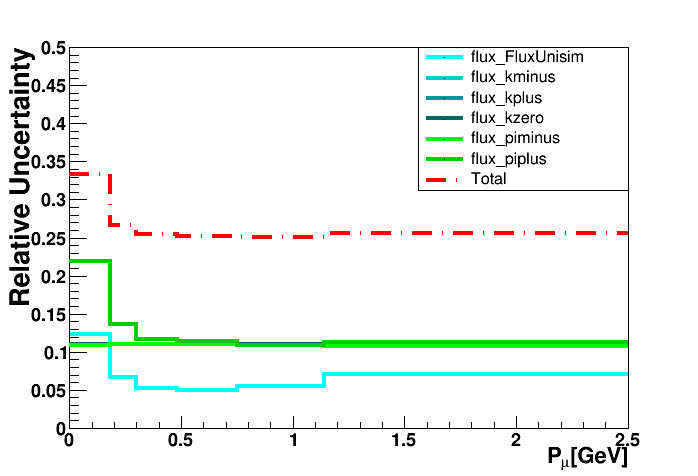 Relative Uncertainty
0.5
0.45
0.4
0.35
0.3
0.25
0.2
0.15
0.1
0.05
0
flux_FluxUnisim
flux_kminus
flux_kplus
flux_kzero
flux_piminus
flux_piplus
Total
0 0.5 1 1.5 2 2.5
Pμ[GeV]